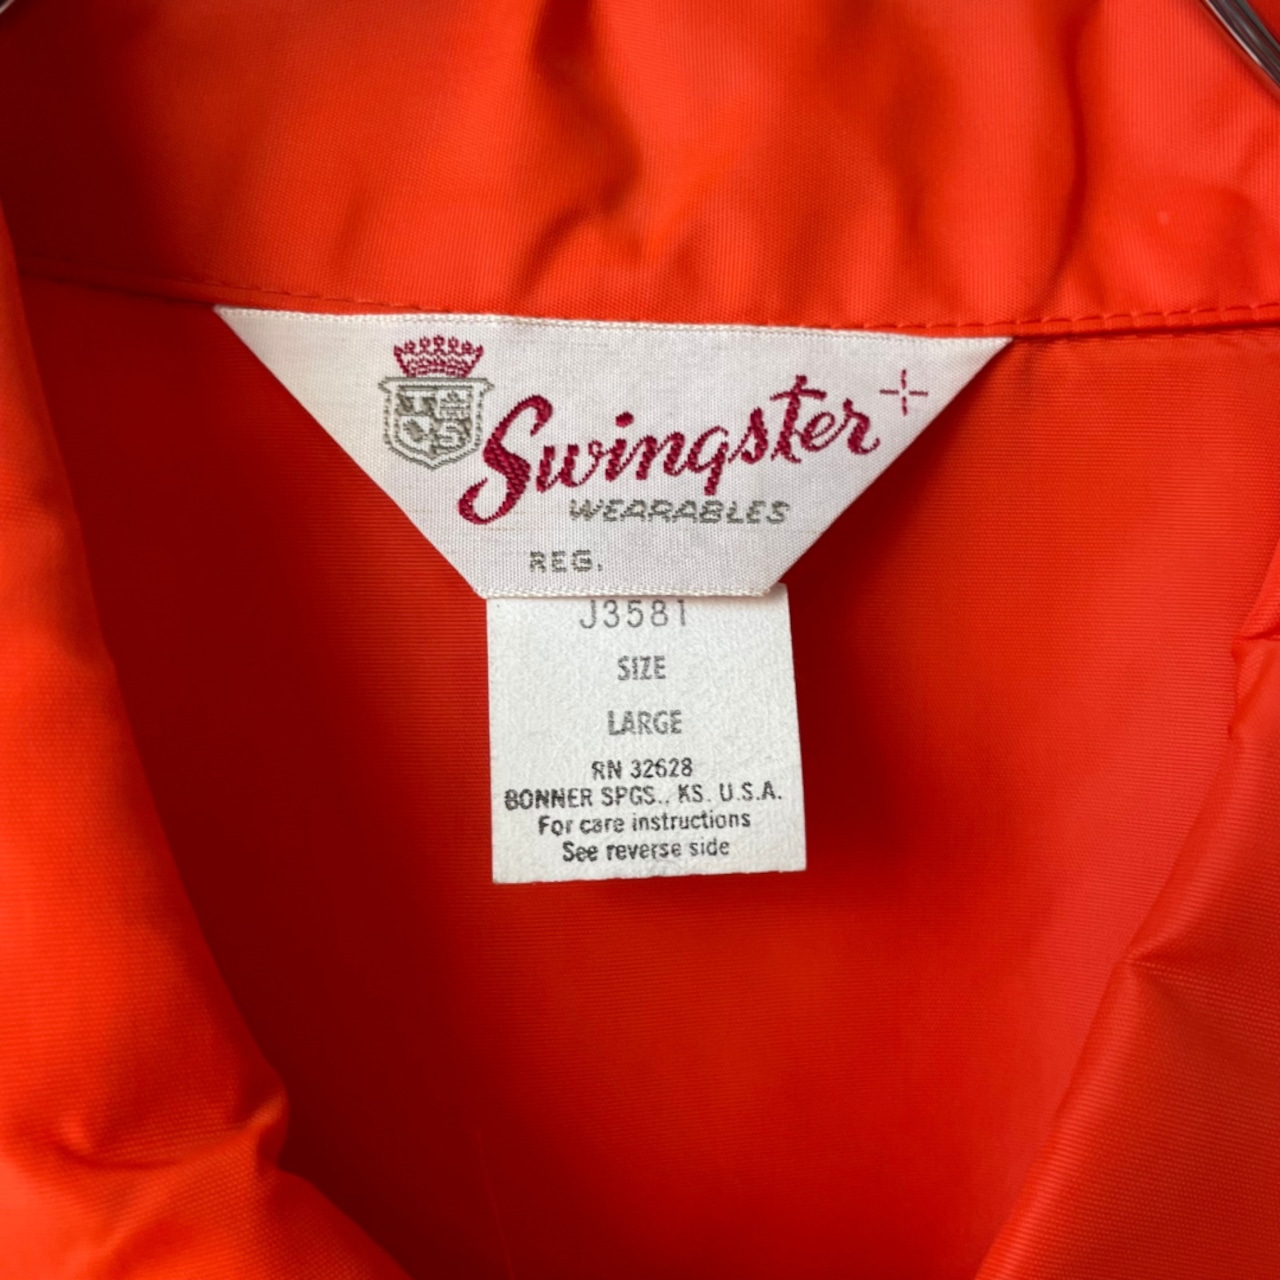 Swingster
WEARABLES
REG.
J3581
SIZE
LARGE
RN 32628
BONNER SPGS., KS. U.S.A.
For care instructions
See reverse side